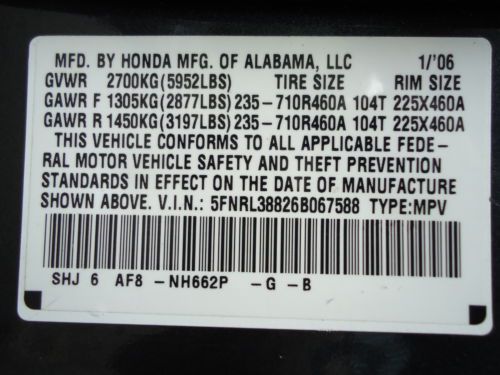 MFD. BY HONDA MFG. OF ALABAMA, LLC 1/'06
GVWR 2700KG(5952LBS) TIRE SIZE RIM SIZE
GAWR F 1305KG(2877LBS)235-710R460A 104T 225X460A
GAWR R 1450KG(3197LBS)235-710R460A 104T 225X460A
THIS VEHICLE CONFORMS TO ALL APPLICABLE FEDE-
RAL MOTOR VEHICLE SAFETY AND THEFT PREVENTION
STANDARDS IN EFFECT ON THE DATE OF MANUFACTURE
SHOWN ABOVE. V.I.N.: 5FNRL38826B067588 TYPE:MPV
SHJ 6 AF8 -NH662P -G -B